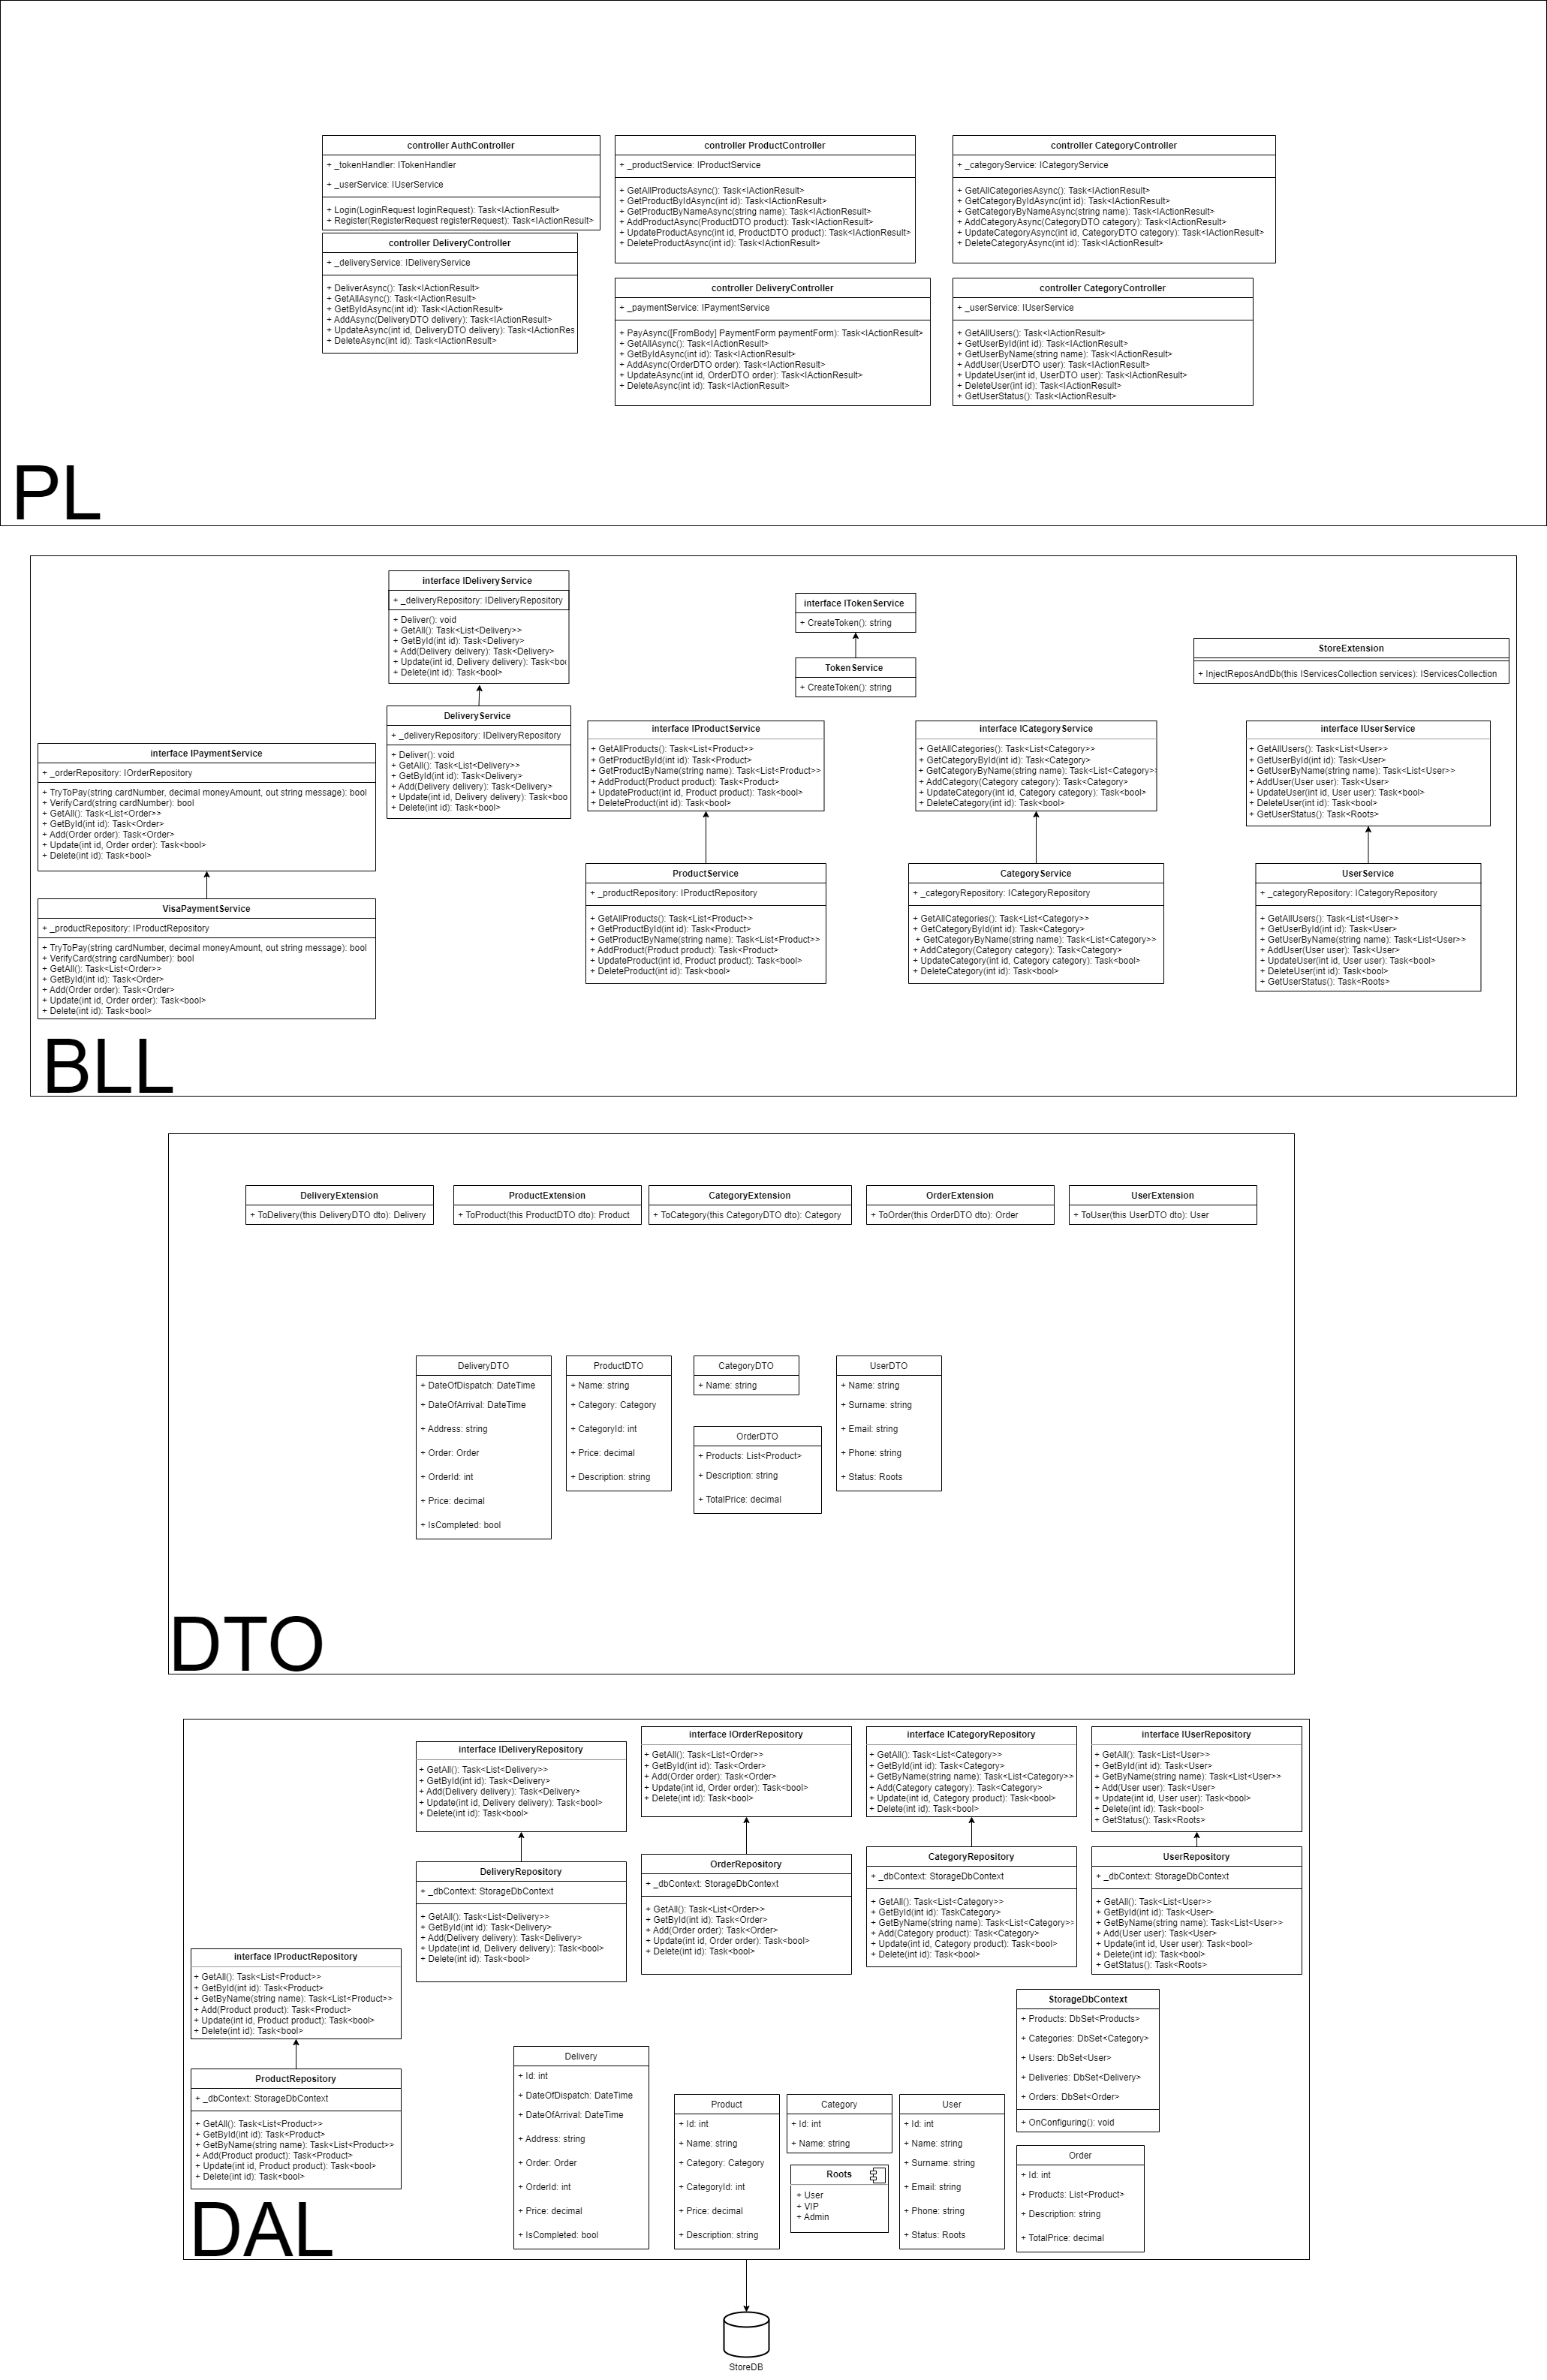 controller AuthController
+ _tokenHandler: ITokenHandler
+ _userService: IUserService
+ Login(LoginRequest loginRequest): Task<IActionResult>
+ Register(RegisterRequest registerRequest): Task<IActionResult>
controller ProductController
+ _productService: IProductService
+ GetAllProductsAsync(): Task<IActionResult>
+ GetProductByIdAsync(int id): Task<IActionResult>
+ GetProductByNameAsync(string name): Task<IActionResult>
+ AddProductAsync(ProductDTO product): Task<IActionResult>
+ UpdateProductAsync(int id, ProductDTO product): Task<IActionResult>
+ DeleteProductAsync(int id): Task<IActionResult>
controller CategoryController
+ _categoryService: ICategoryService
+ GetAllCategoriesAsync(): Task<IActionResult>
+ GetCategoryByIdAsync(int id): Task<IActionResult>
+ GetCategoryByNameAsync(string name): Task<IActionResult>
+ AddCategoryAsync(CategoryDTO category): Task<IActionResult>
+ UpdateCategoryAsync(int id, CategoryDTO category): Task<IActionResult>
+ DeleteCategoryAsync(int id): Task<IActionResult>
controller DeliveryController
+ _deliveryService: IDeliveryService
+ DeliverAsync(): Task<IActionResult>
+ GetAllAsync(): Task<IActionResult>
+ GetByIdAsync(int id): Task<IActionResult>
+ AddAsync(DeliveryDTO delivery): Task<IActionResult>
+ UpdateAsync(int id, DeliveryDTO delivery): Task<IActionRes
+ DeleteAsync(int id): Task<IActionResult>
controller DeliveryController
+ _paymentService: IPaymentService
+ PayAsync([FromBody] PaymentForm paymentForm): Task<IActionResult>
+ GetAllAsync(): Task<IActionResult>
+ GetByIdAsync(int id): Task<IActionResult>
+ AddAsync(OrderDTO order): Task<IActionResult>
+ UpdateAsync(int id, OrderDTO order): Task<IActionResult>
+ DeleteAsync(int id): Task<IActionResult>
controller CategoryController
+ _userService: IUserService
+ GetAllUsers(): Task<IActionResult>
+ GetUserById(int id): Task<IActionResult>
+ GetUserByName(string name): Task<IActionResult>
+ AddUser(UserDTO user): Task<IActionResult>
+ UpdateUser(int id, UserDTO user): Task<IActionResult>
+ DeleteUser(int id): Task<IActionResult>
+ GetUserStatus(): Task<IActionResult>
PL
interface IDeliveryService
+ _deliveryRepository: IDeliveryRepository
+ Deliver(): void
+ GetAll(): Task<List<Delivery>>
+ GetById(int id): Task<Delivery>
+ Add(Delivery delivery): Task<Delivery>
+ Update(int id, Delivery delivery): Task<boo
+ Delete(int id): Task<bool>
interface ITokenService
+ CreateToken(): string
TokenService
+ CreateToken(): string
StoreExtension
+ InjectReposAndDb(this IServicesCollection services): IServicesCollection
DeliveryService
+ _deliveryRepository: IDeliveryRepository
+ Deliver(): void
+ GetAll(): Task<List<Delivery>>
+ GetById(int id): Task<Delivery>
+ Add(Delivery delivery): Task<Delivery>
+ Update(int id, Delivery delivery): Task<boo
+ Delete(int id): Task<bool>
interface IPaymentService
+ _orderRepository: IOrderRepository
+ TryToPay(string cardNumber, decimal moneyAmount, out string message): bool
+ VerifyCard(string cardNumber): bool
+ GetAll(): Task<List<Order>>
+ GetById(int id): Task<Order>
+ Add(Order order): Task<Order>
+ Update(int id, Order order): Task<bool>
+ Delete(int id): Task<bool>
interface IProductService
+ GetAllProducts(): Task<List<Product>>
+ GetProductById(int id): Task<Product>
+ GetProductByName(string name): Task<List<Product>>
+ AddProduct(Product product): Task<Product>
+ UpdateProduct(int id, Product product): Task<bool>
+ DeleteProduct(int id): Task<bool>
interface ICategoryService
+ GetAllCategories(): Task<List<Category>>
+ GetCategoryById(int id): Task<Category>
+ GetCategoryByName(string name): Task<List<Category>>
+ AddCategory(Category category): Task<Category>
+ UpdateCategory(int id, Category category): Task<bool>
+ DeleteCategory(int id): Task<bool>
interface IUserService
+ GetAllUsers(): Task<List<User>>
+ GetUserById(int id): Task<User>
+ GetUserByName(string name): Task<List<User>>
+ AddUser(User user): Task<User>
+ UpdateUser(int id, User user): Task<bool>
+ DeleteUser(int id): Task<bool>
+ GetUserStatus(): Task<Roots>
VisaPaymentService
+ _productRepository: IProductRepository
+ TryToPay(string cardNumber, decimal moneyAmount, out string message): bool
+ VerifyCard(string cardNumber): bool
+ GetAll(): Task<List<Order>>
+ GetById(int id): Task<Order>
+ Add(Order order): Task<Order>
+ Update(int id, Order order): Task<bool>
+ Delete(int id): Task<bool>
ProductService
+ _productRepository: IProductRepository
+ GetAllProducts(): Task<List<Product>>
+ GetProductById(int id): Task<Product>
+ GetProductByName(string name): Task<List<Product>>
+ AddProduct(Product product): Task<Product>
+ UpdateProduct(int id, Product product): Task<bool>
+ DeleteProduct(int id): Task<bool>
CategoryService
+ _categoryRepository: ICategoryRepository
+ GetAllCategories(): Task<List<Category>>
+ GetCategoryById(int id): Task<Category>
+ GetCategoryByName(string name): Task<List<Category>>
+ AddCategory(Category category): Task<Category>
+ UpdateCategory(int id, Category category): Task<bool>
+ DeleteCategory(int id): Task<bool>
UserService
+ _categoryRepository: ICategoryRepository
+ GetAllUsers(): Task<List<User>>
+ GetUserById(int id): Task<User>
+ GetUserByName(string name): Task<List<User>>
+ AddUser(User user): Task<User>
+ UpdateUser(int id, User user): Task<bool>
+ DeleteUser(int id): Task<bool>
+ GetUserStatus(): Task<Roots>
BLL
DeliveryExtension
+ ToDelivery(this DeliveryDTO dto): Delivery
ProductExtension
+ ToProduct(this ProductDTO dto): Product
CategoryExtension
+ ToCategory(this CategoryDTO dto): Category
OrderExtension
+ ToOrder(this OrderDTO dto): Order
UserExtension
+ ToUser(this UserDTO dto): User
DeliveryDTO
+ DateOfDispatch: DateTime
+ DateOfArrival: DateTime
+ Address: string
+ Order: Order
+ OrderId: int
+ Price: decimal
+ IsCompleted: bool
ProductDTO
+ Name: string
+ Category: Category
+ CategoryId: int
+ Price: decimal
+ Description: string
CategoryDTO
+ Name: string
OrderDTO
+ Products: List<Product>
+ Description: string
+ TotalPrice: decimal
UserDTO
+ Name: string
+ Surname: string
+ Email: string
+ Phone: string
+ Status: Roots
DTO
interface IDeliveryRepository
+ GetAll(): Task<List<Delivery>>
+ GetById(int id): Task<Delivery>
+ Add(Delivery delivery): Task<Delivery>
+ Update(int id, Delivery delivery): Task<bool>
+ Delete(int id): Task<bool>
interface IOrderRepository
+ GetAll(): Task<List<Order>>
+ GetById(int id): Task<Order>
+ Add(Order order): Task<Order>
+ Update(int id, Order order): Task<bool>
+ Delete(int id): Task<bool>
interface ICategoryRepository
+ GetAll(): Task<List<Category>>
+ GetById(int id): Task<Category>
+ GetByName(string name): Task<List<Category>>
+ Add(Category category): Task<Category>
+ Update(int id, Category product): Task<bool>
+ Delete(int id): Task<bool>
interface IUserRepository
+ GetAll(): Task<List<User>>
+ GetById(int id): Task<User>
+ GetByName(string name): Task<List<User>>
+ Add(User user): Task<User>
+ Update(int id, User user): Task<bool>
+ Delete(int id): Task<bool>
+ GetStatus(): Task<Roots>
DeliveryRepository
+ _dbContext: StorageDbContext
+ GetAll(): Task<List<Delivery>>
+ GetById(int id): Task<Delivery>
+ Add(Delivery delivery): Task<Delivery>
+ Update(int id, Delivery delivery): Task<bool>
+ Delete(int id): Task<bool>
OrderRepository
+ _dbContext: StorageDbContext
+ GetAll(): Task<List<Order>>
+ GetById(int id): Task<Order>
+ Add(Order order): Task<Order>
+ Update(int id, Order order): Task<bool>
+ Delete(int id): Task<bool>
CategoryRepository
+ _dbContext: StorageDbContext
+ GetAll(): Task<List<Category>>
+ GetById(int id): TaskCategory>
+ GetByName(string name): Task<List<Category>>
+ Add(Category product): Task<Category>
+ Update(int id, Category product): Task<bool>
+ Delete(int id): Task<bool>
UserRepository
+ _dbContext: StorageDbContext
+ GetAll(): Task<List<User>>
+ GetById(int id): Task<User>
+ GetByName(string name): Task<List<User>>
+ Add(User user): Task<User>
+ Update(int id, User user): Task<bool>
+ Delete(int id): Task<bool>
+ GetStatus(): Task<Roots>
interface IProductRepository
+ GetAll(): Task<List<Product>>
+ GetById(int id): Task<Product>
+ GetByName(string name): Task<List<Product>>
+ Add(Product product): Task<Product>
+ Update(int id, Product product): Task<bool>
+ Delete(int id): Task<bool>
ProductRepository
+ _dbContext: StorageDbContext
+ GetAll(): Task<List<Product>>
+ GetById(int id): Task<Product>
+ GetByName(string name): Task<List<Product>>
+ Add(Product product): Task<Product>
+ Update(int id, Product product): Task<bool>
+ Delete(int id): Task<bool>
StorageDbContext
+ Products: DbSet<Products>
+ Categories: DbSet<Category>
+ Users: DbSet<User>
+ Deliveries: DbSet<Delivery>
+ Orders: DbSet<Order>
+ OnConfiguring(): void
Delivery
+ Id: int
+ DateOfDispatch: DateTime
+ DateOfArrival: DateTime
+ Address: string
+ Order: Order
+ OrderId: int
+ Price: decimal
+ IsCompleted: bool
Product
+ Id: int
+ Name: string
+ Category: Category
+ CategoryId: int
+ Price: decimal
+ Description: string
Category
+ Id: int
+ Name: string
Roots
+ User
+ VIP
+ Admin
User
+ Id: int
+ Name: string
+ Surname: string
+ Email: string
+ Phone: string
+ Status: Roots
Order
+ Id: int
+ Products: List<Product>
+ Description: string
+ TotalPrice: decimal
DAL
StoreDB